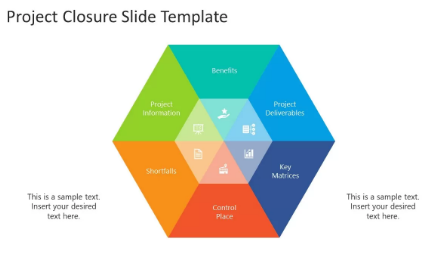 Project Closure Slide Template
Benefits
Project
Information
Project
Deliverables
Shortfalls
Key
Matrices
Control
Place
This is a sample text.
Insert your desired
text here.
This is a sample text.
Insert your desired
text here.